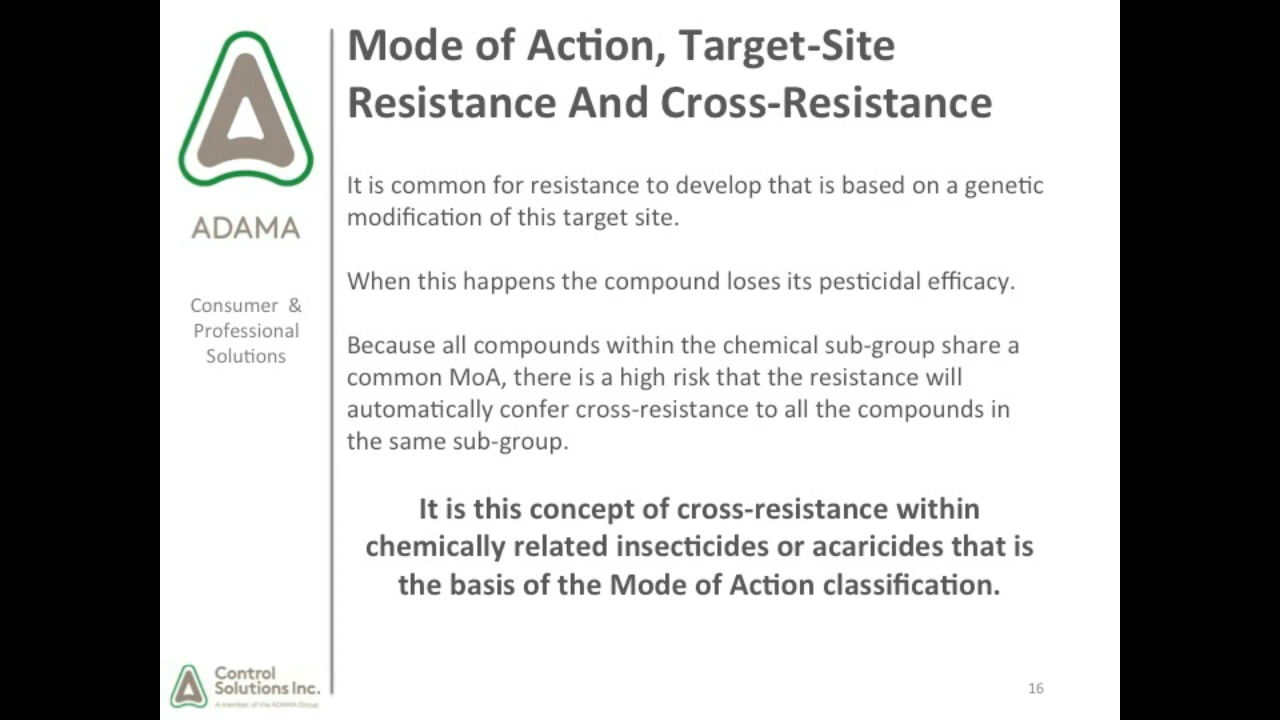 Mode of Action, Target-Site
Resistance And Cross-Resistance
ADAMA
Consumer &
Professional
Solutions
It is common for resistance to develop that is based on a genetic
modification of this target site.
When this happens the compound loses its pesticidal efficacy.
Because all compounds within the chemical sub-group share a
common MoA, there is a high risk that the resistance will
automatically confer cross-resistance to all the compounds in
the same sub-group.
It is this concept of cross-resistance within
chemically related insecticides or acaricides that is
the basis of the Mode of Action classification.
Control
Solutions Inc.
A member of the ADAMA Group
16